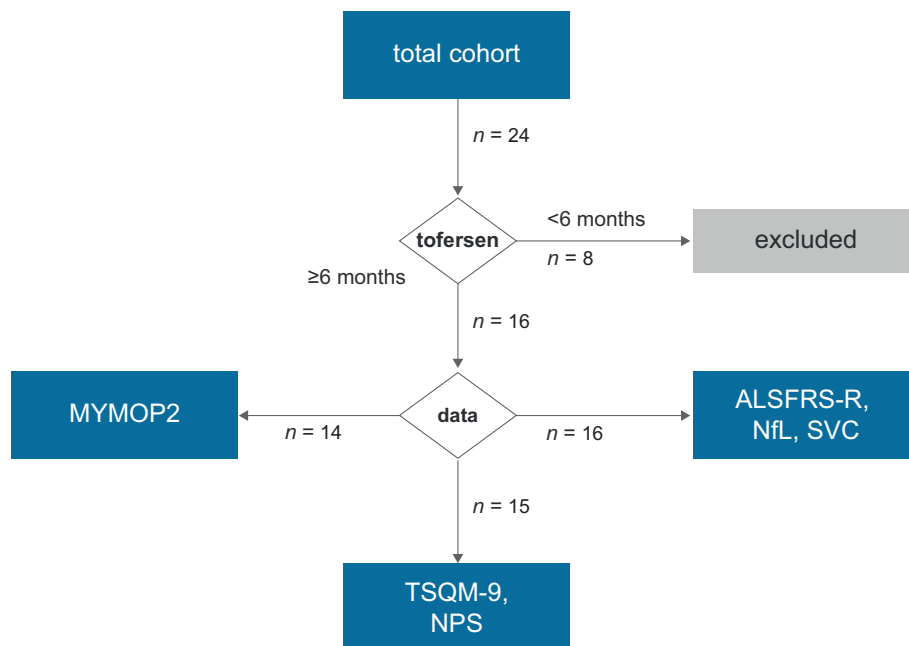 total cohort
n = 24
<6 months
tofersen
excluded
n = 8
≥6 months
n = 16
MYMOP2
data
ALSFRS-R,
NfL, SVC
n = 14
n = 16
n = 15
TSQM-9,
NPS